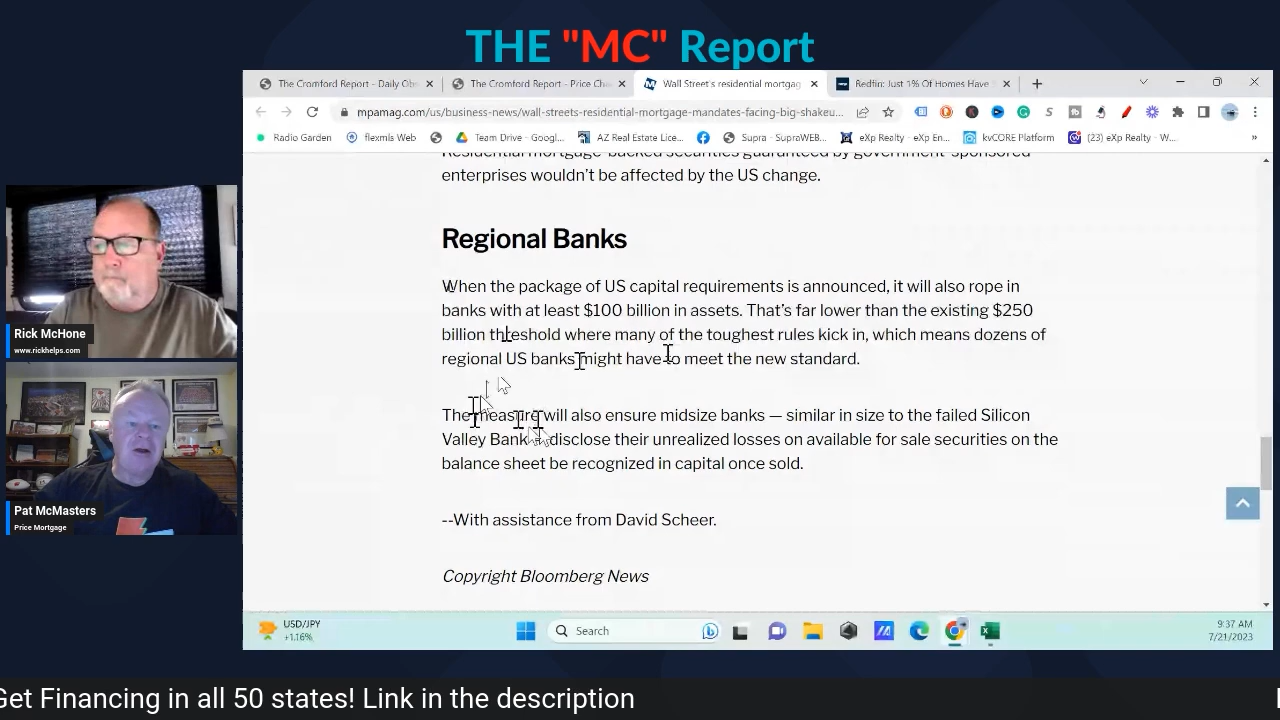 THE "MC" Report
The Cromford Report - Daily Obs
The Cromford Report - Price Cha
Wall Street's residential mortgag
Redfin: Just 1% Of Homes Have
mpamag.com/us/business-news/wall-streets-residential-mortgage-mandates-facing-big-shakeu...
Radio Garden
flexmls Web
Team Drive - Googl...
AZ Real Estate Lice...
Supra - SupraWEB...
eXp Realty - eXp En...
kvCORE Platform
(23) eXp Realty - W...
»
Residential mortgage-backed securities guaranteed by government-sponsored
enterprises wouldn't be affected by the US change.
Regional Banks
When the package of US capital requirements is announced, it will also rope in
banks with at least $100 billion in assets. That's far lower than the existing $250
billion threshold where many of the toughest rules kick in, which means dozens of
regional US banks might have to meet the new standard.
The measure will also ensure midsize banks — similar in size to the failed Silicon
Valley Bank — disclose their unrealized losses on available for sale securities on the
balance sheet be recognized in capital once sold.
--With assistance from David Scheer.
Copyright Bloomberg News
Rick McHone
www.rickhelps.com
Pat McMasters
Price Mortgage
USD/JPY
+1.16%
Search
9:37 AM
7/21/2023
Get Financing in all 50 states! Link in the description